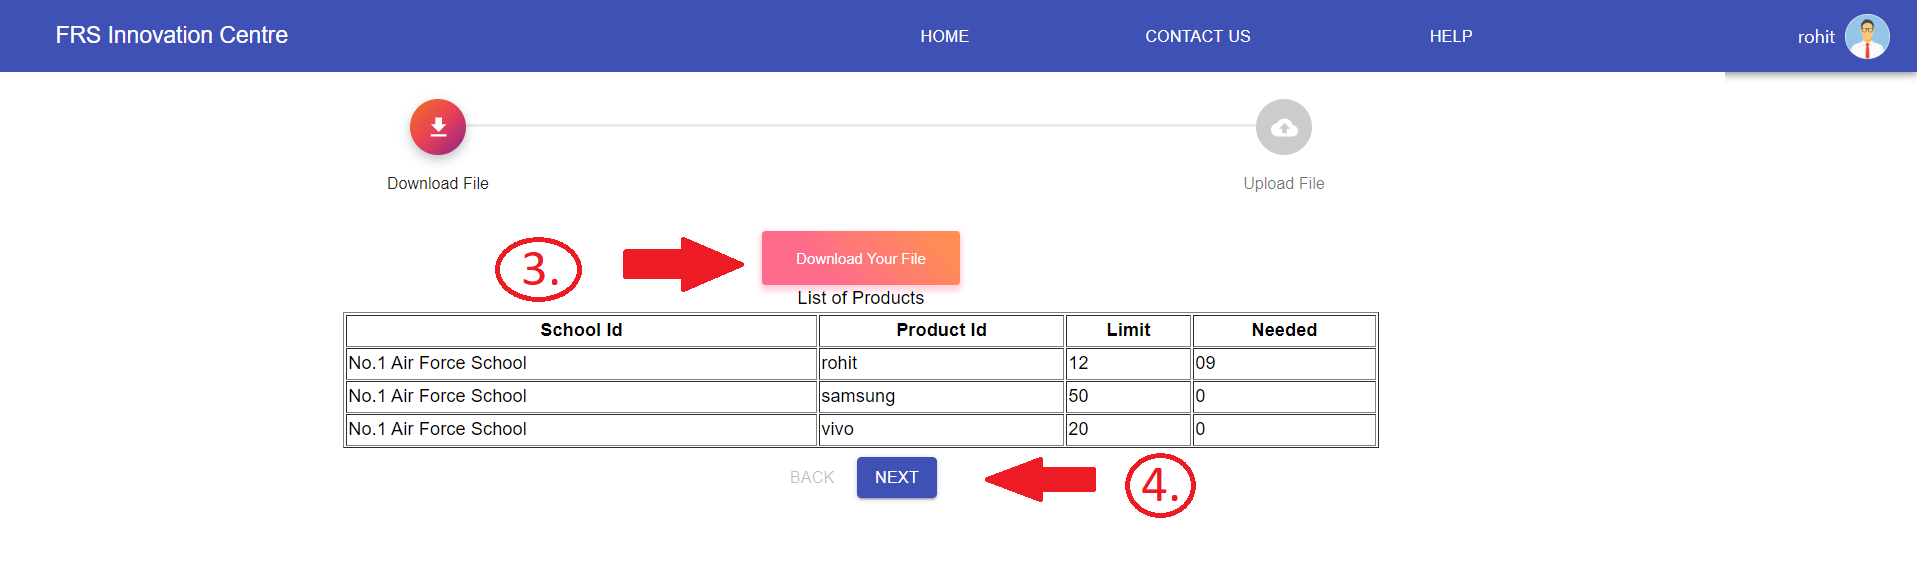 FRS Innovation Centre HOME CONTACT US HELP rohit
Download File Upload File
3. Download Your File
List of Products
School Id Product Id Limit Needed
No.1 Air Force School rohit 12 09
No.1 Air Force School samsung 50 0
No.1 Air Force School vivo 20 0
BACK NEXT 4.